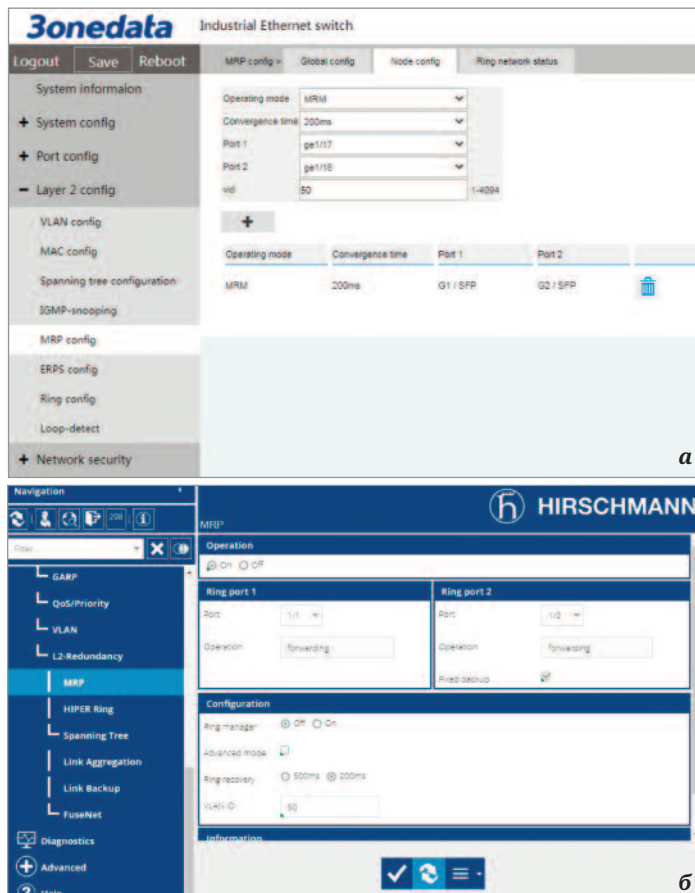 3onedata Industrial Ethernet switch
Logout Save Reboot
MRP config » Global config Node config Ring network status
System informaion
+ System config
+ Port config
− Layer 2 config
VLAN config
MAC config
Spanning tree configuration
IGMP-snooping
MRP config
ERPS config
Ring config
Loop-detect
+ Network security
Operating mode MRM
Convergence time 200ms
Port 1 ge1/17
Port 2 ge1/18
vid 50 1-4094
+
Operating mode Convergence time Port 1 Port 2
MRM 200ms G1 / SFP G2 / SFP
а
Navigation
HIRSCHMANN
MRP
Filter...
GARP
QoS/Priority
VLAN
L2-Redundancy
MRP
HIPER Ring
Spanning Tree
Link Aggregation
Link Backup
FuseNet
Diagnostics
Advanced
Help
Operation
On Off
Ring port 1
Port 1/1
Operation forwarding
Ring port 2
Port 1/2
Operation forwarding
Fixed backup
Configuration
Ring manager Off On
Advanced mode
Ring recovery 500ms 200ms
VLAN ID 50
Information
б